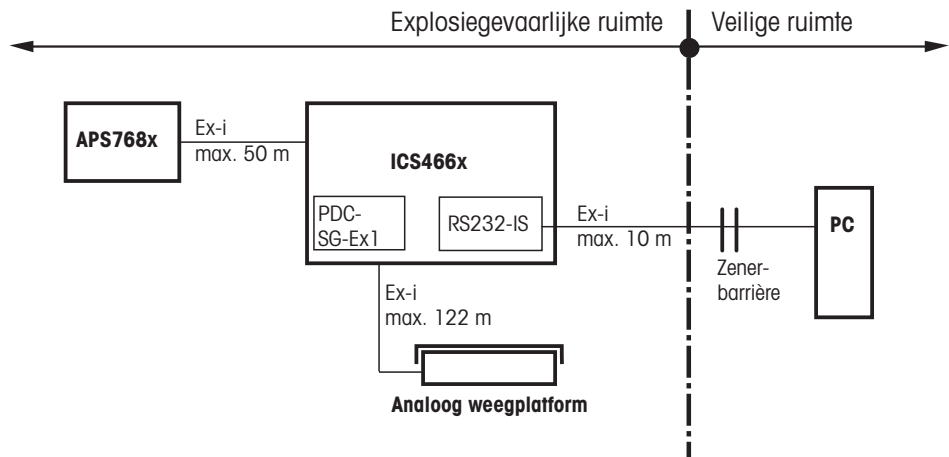 Explosiegevaarlijke ruimte
Veilige ruimte
APS768x
Ex-i
max. 50 m
ICS466x
PDC-
SG-Ex1
RS232-IS
Ex-i
max. 10 m
Zener-
barrière
PC
Ex-i
max. 122 m
Analoog weegplatform